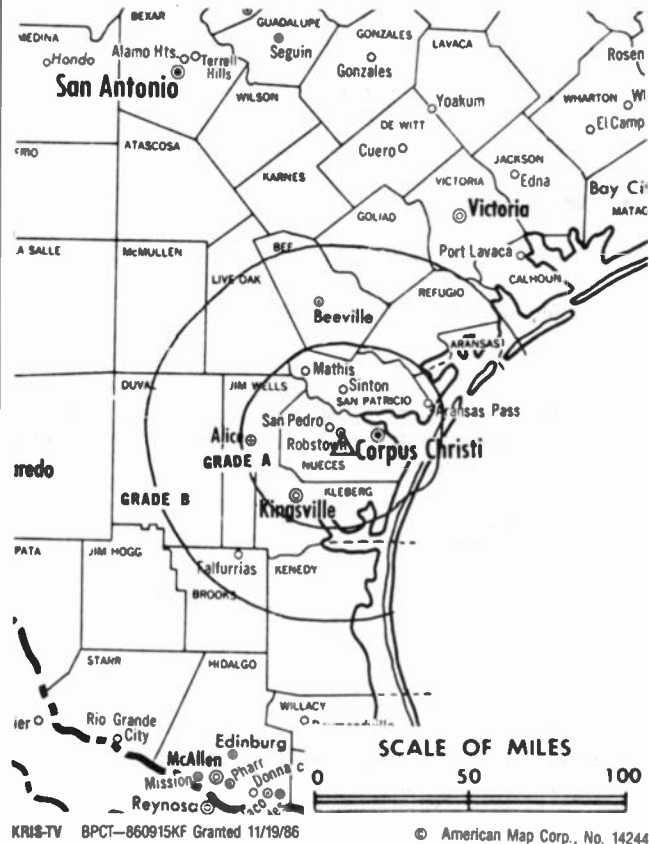 BEXAR
GUADALUPE
GONZALES
LAVACA
MEDINA
Hondo
Alamo Hts.
Terrell Hills
Seguin
Gonzales
Rosen
San Antonio
WILSON
Yoakum
WHARTON
DE WITT
El Camp
FRIO
ATASCOSA
Cuero
JACKSON
KARNES
VICTORIA
Edna
Bay Ci
GOLIAD
Victoria
MATAG
A SALLE
McMULLEN
BEE
Port Lavaca
LIVE OAK
CALHOUN
REFUGIO
Beeville
ARANSAS
Mathis
DUVAL
JIM WELLS
Sinton
SAN PATRICIO
Aransas Pass
San Pedro
Alice
Robstown
Corpus Christi
GRADE A
NUECES
redo
GRADE B
KLEBERG
Kingsville
PATA
JIM HOGG
Falfurrias
KENEDY
BROOKS
STARR
HIDALGO
WILLACY
ier
Rio Grande City
Edinburg
SCALE OF MILES
McAllen
Mission
Pharr
Donna
0 50 100
Reynosa
KRIS-TV BPCT—860915KF Granted 11/19/86
© American Map Corp., No. 14244